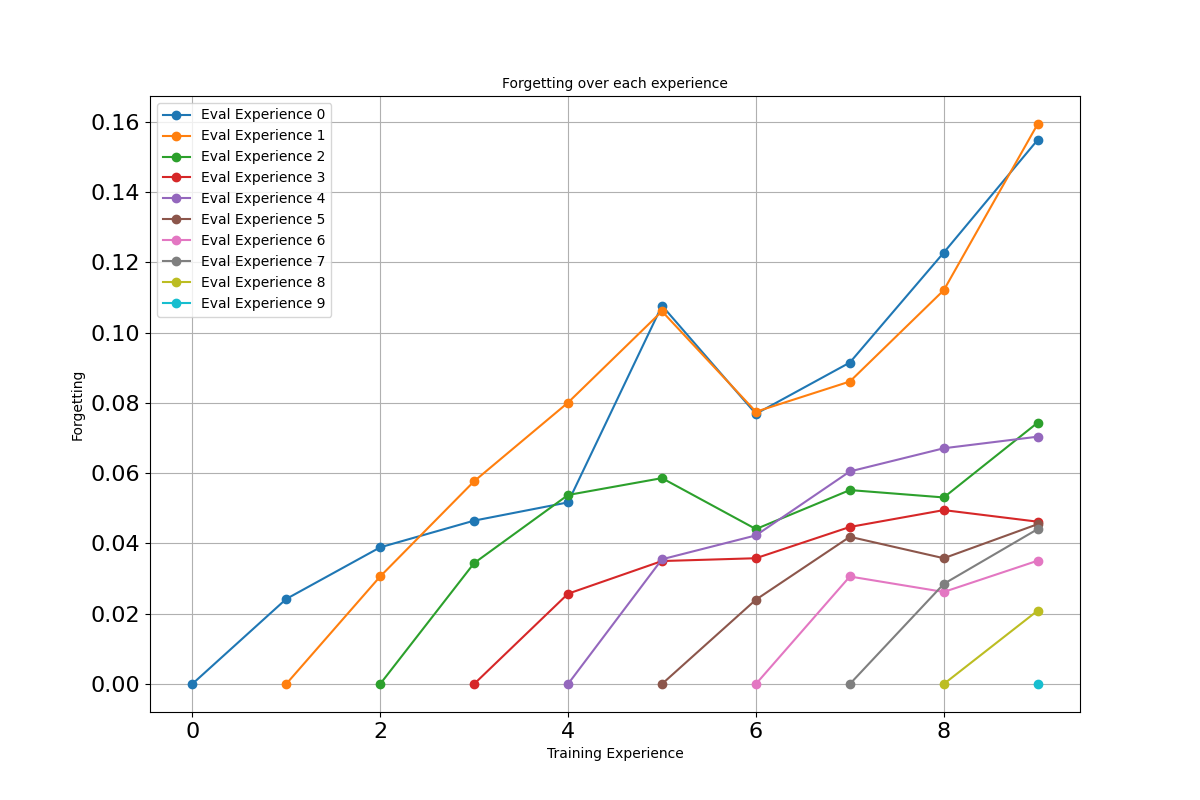 Forgetting over each experience
Eval Experience 0
Eval Experience 1
Eval Experience 2
Eval Experience 3
Eval Experience 4
Eval Experience 5
Eval Experience 6
Eval Experience 7
Eval Experience 8
Eval Experience 9
0.16
0.14
0.12
0.10
0.08
0.06
0.04
0.02
0.00
Forgetting
0 2 4 6 8
Training Experience